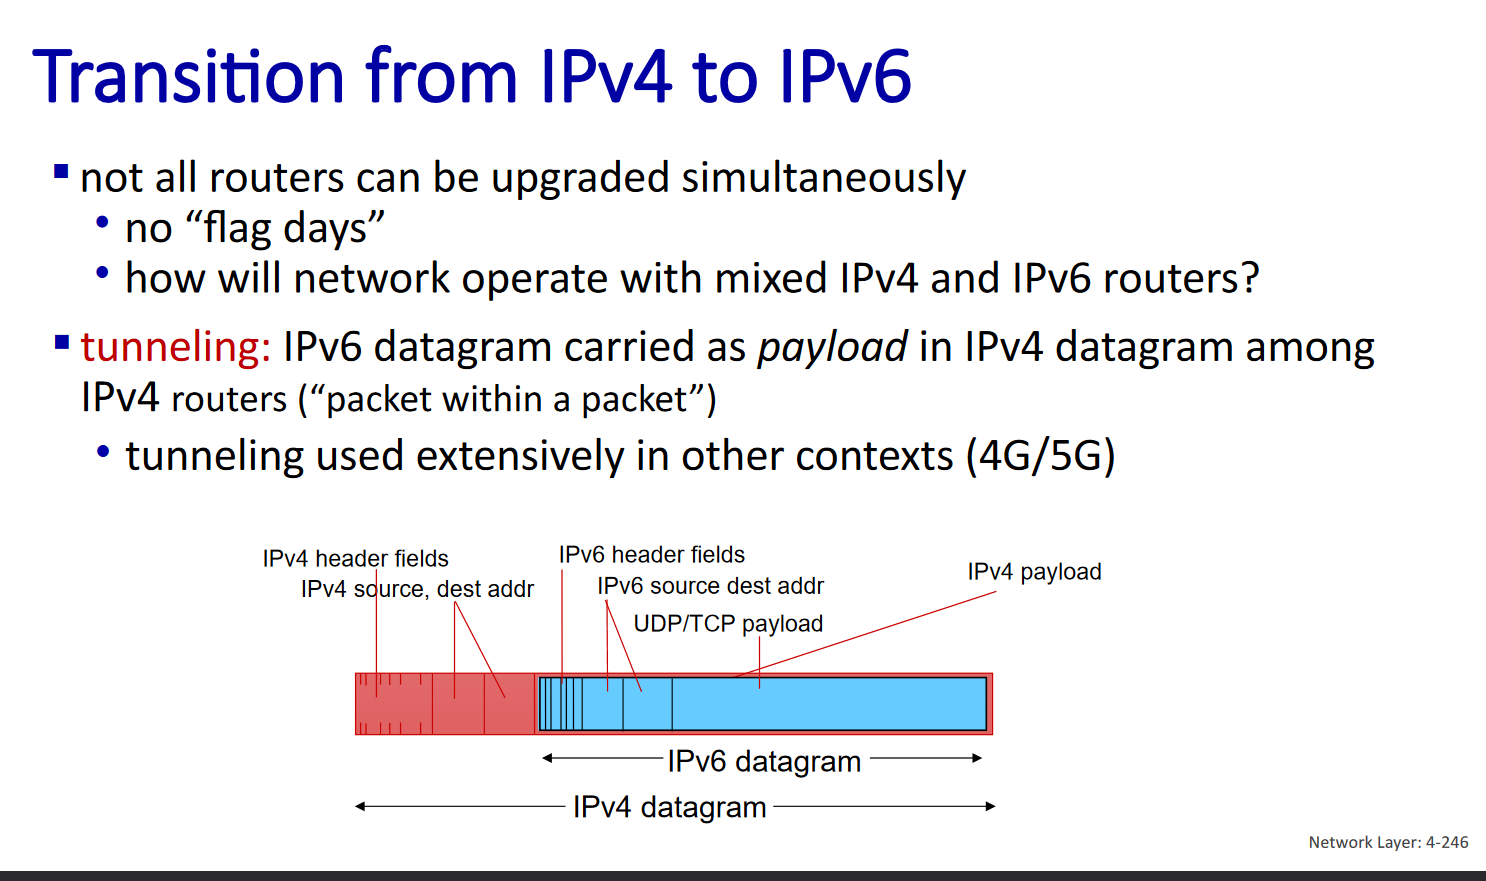 Transition from IPv4 to IPv6
not all routers can be upgraded simultaneously
no “flag days”
how will network operate with mixed IPv4 and IPv6 routers?
tunneling: IPv6 datagram carried as payload in IPv4 datagram among
IPv4 routers (“packet within a packet”)
tunneling used extensively in other contexts (4G/5G)
IPv4 header fields
IPv4 source, dest addr
IPv6 header fields
IPv6 source dest addr
UDP/TCP payload
IPv4 payload
IPv6 datagram
IPv4 datagram
Network Layer: 4-246